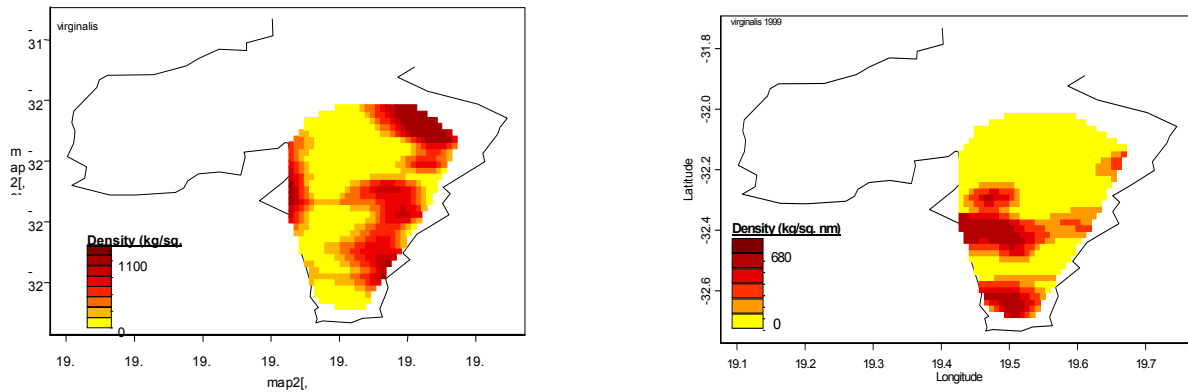 virginalis
-
31
-
32
-
32
-
32
-
32
m
ap
2[,
Density (kg/sq.
1100
0
19. 19. 19. 19. 19. 19. 19.
map2[,
virginalis 1999
-31.8
-32.0
-32.2
-32.4
-32.6
Latitude
Density (kg/sq. nm)
680
0
19.1 19.2 19.3 19.4 19.5 19.6 19.7
Longitude